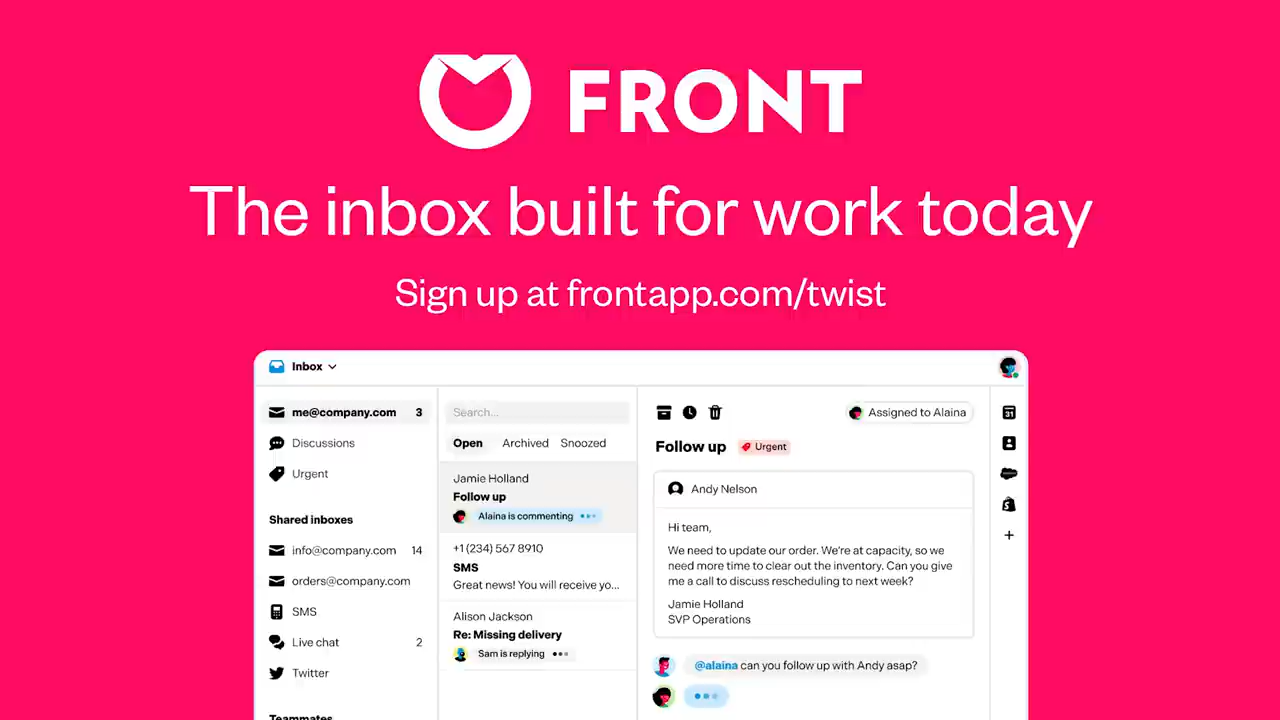 FRONT
The inbox built for work today
Sign up at frontapp.com/twist
Inbox
me@company.com 3
Discussions
Urgent
Shared inboxes
info@company.com 14
orders@company.com
SMS
Live chat 2
Twitter
Teammates
Search...
Open Archived Snoozed
Jamie Holland
Follow up
Alaina is commenting
+1 (234) 567 8910
SMS
Great news! You will receive yo...
Alison Jackson
Re: Missing delivery
Sam is replying
Assigned to Alaina
Follow up Urgent
Andy Nelson
Hi team,
We need to update our order. We're at capacity, so we
need more time to clear out the inventory. Can you give
me a call to discuss rescheduling to next week?
Jamie Holland
SVP Operations
@alaina can you follow up with Andy asap?
31